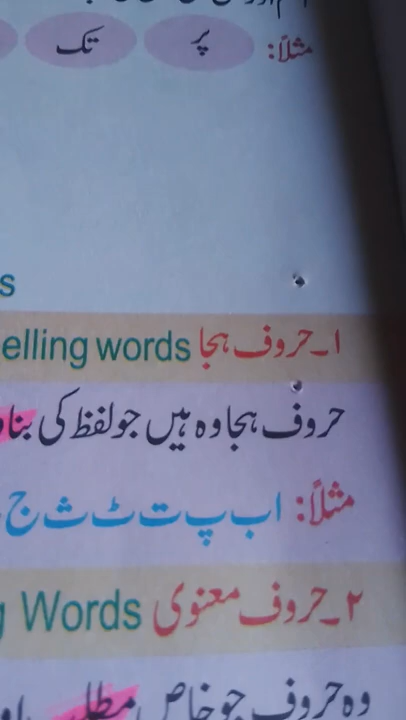 مثلاً: پر تک
s
۱۔حروف ہجا elling words
حروف ہجا وہ ہیں جو لفظ کی
مثلاً: ا ب پ ت ٹ ث ج
۲۔حروف معنوی g Words
وہ حروف جو خاص مطلب